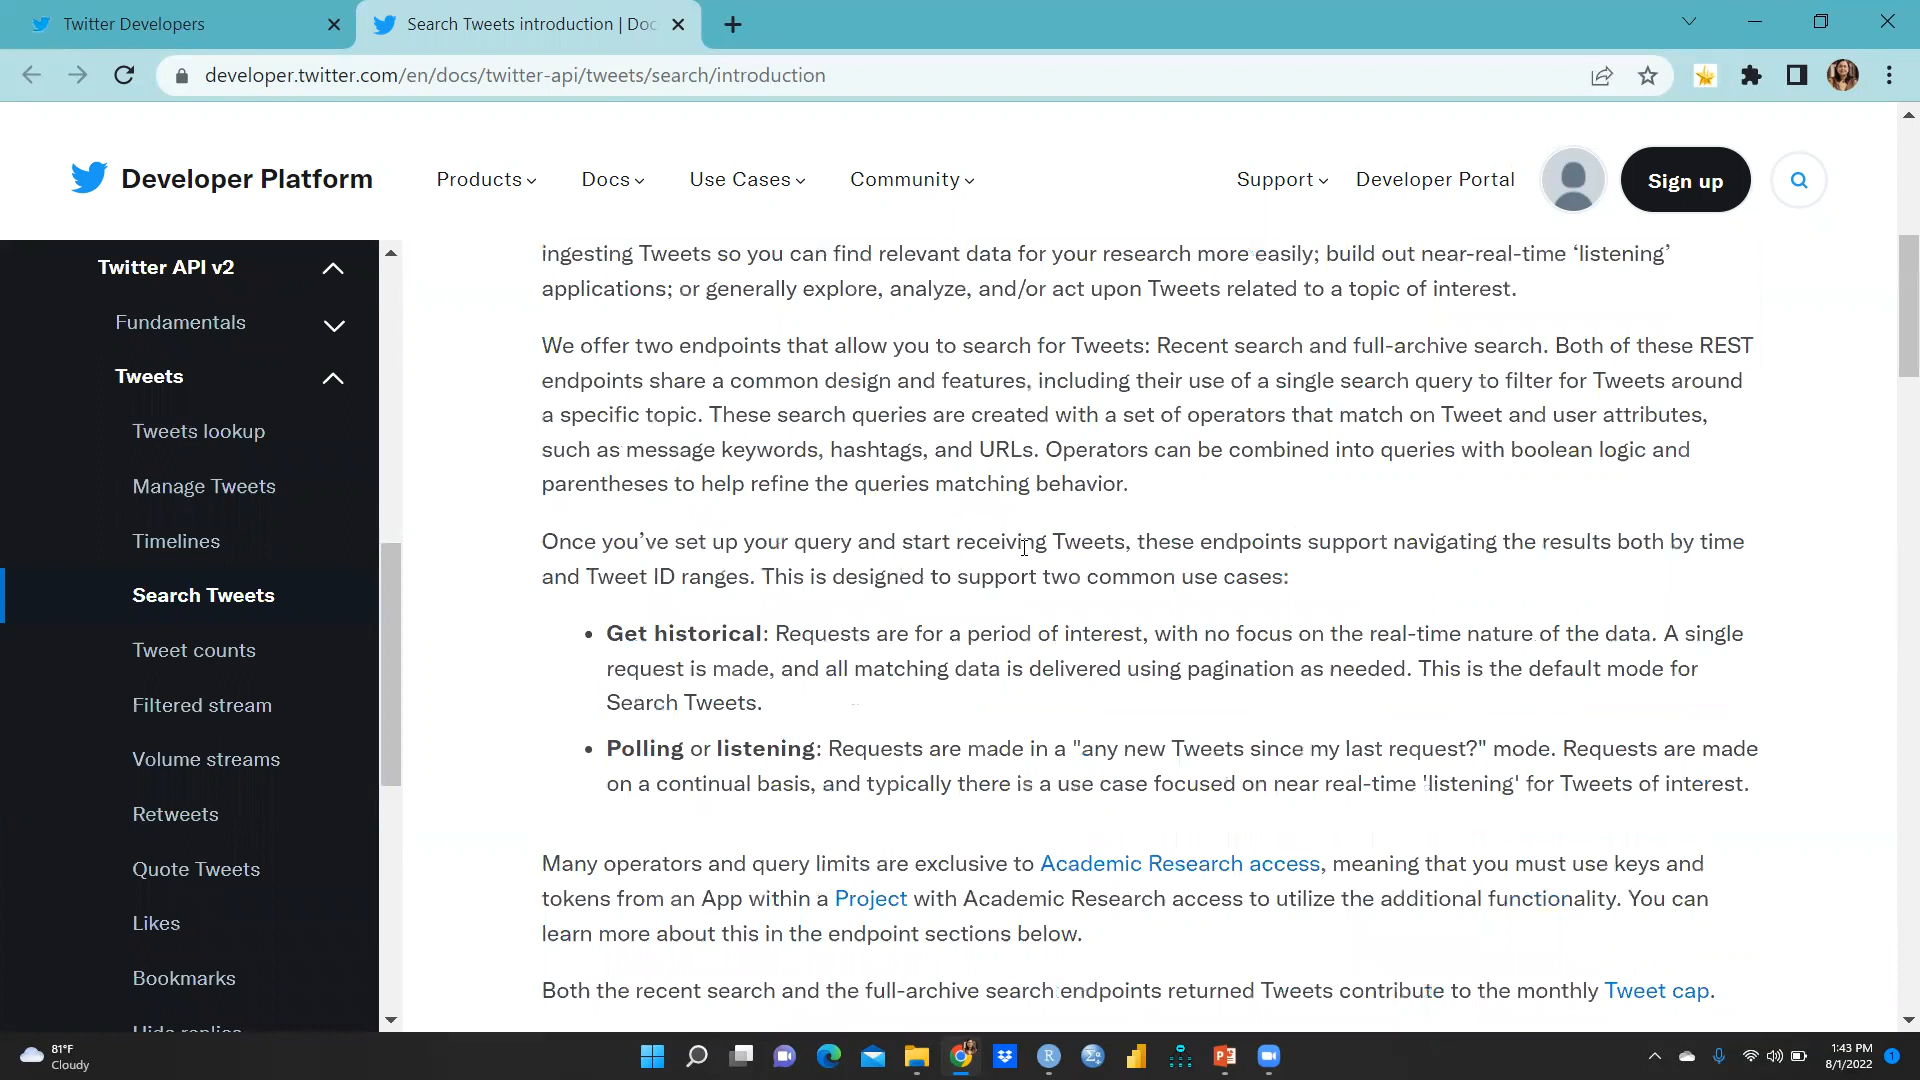 Twitter Developers
Search Tweets introduction | Doc
developer.twitter.com/en/docs/twitter-api/tweets/search/introduction
Developer Platform
Products
Docs
Use Cases
Community
Support
Developer Portal
Sign up
Twitter API v2
Fundamentals
Tweets
Tweets lookup
Manage Tweets
Timelines
Search Tweets
Tweet counts
Filtered stream
Volume streams
Retweets
Quote Tweets
Likes
Bookmarks
Hide replies
ingesting Tweets so you can find relevant data for your research more easily; build out near-real-time ‘listening’
applications; or generally explore, analyze, and/or act upon Tweets related to a topic of interest.
We offer two endpoints that allow you to search for Tweets: Recent search and full-archive search. Both of these REST
endpoints share a common design and features, including their use of a single search query to filter for Tweets around
a specific topic. These search queries are created with a set of operators that match on Tweet and user attributes,
such as message keywords, hashtags, and URLs. Operators can be combined into queries with boolean logic and
parentheses to help refine the queries matching behavior.
Once you’ve set up your query and start receiving Tweets, these endpoints support navigating the results both by time
and Tweet ID ranges. This is designed to support two common use cases:
• Get historical: Requests are for a period of interest, with no focus on the real-time nature of the data. A single
request is made, and all matching data is delivered using pagination as needed. This is the default mode for
Search Tweets.
• Polling or listening: Requests are made in a "any new Tweets since my last request?" mode. Requests are made
on a continual basis, and typically there is a use case focused on near real-time 'listening' for Tweets of interest.
Many operators and query limits are exclusive to Academic Research access, meaning that you must use keys and
tokens from an App within a Project with Academic Research access to utilize the additional functionality. You can
learn more about this in the endpoint sections below.
Both the recent search and the full-archive search endpoints returned Tweets contribute to the monthly Tweet cap.
81°F
Cloudy
1:43 PM
8/1/2022
1